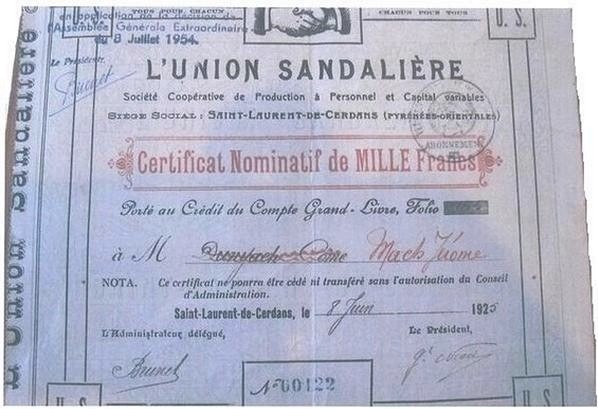 U. S. TOUS POUR CHACUN CHACUN POUR TOUS U. S.
en application de la décision de
l'Assemblée Générale Extraordinaire
du 8 Juillet 1954.
Le Président,
Brunet
L'UNION SANDALIÈRE
Société Coopérative de Production à Personnel et Capital variables
SIÈGE SOCIAL : SAINT-LAURENT-DE-CERDANS (PYRÉNÉES-ORIENTALES)
ABONNEMENT
Certificat Nominatif de MILLE Francs
Porté au Crédit du Compte Grand-Livre, Folio
à M
NOTA. Ce certificat ne pourra être cédé ni transféré sans l'autorisation du Conseil
d'Administration.
Saint-Laurent-de-Cerdans, le 8 Juin 1925
L'Administrateur délégué, Le Président,
Brunet
N° 00122
U. S. U. S.
L'Union Sandalière